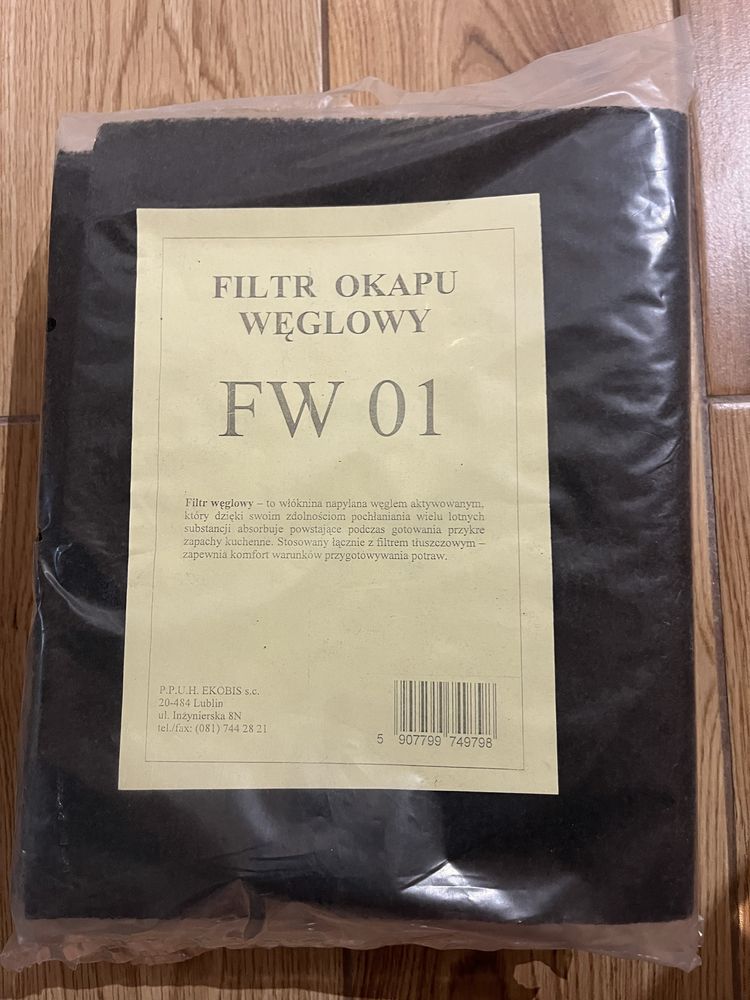 FILTR OKAPU
WĘGLOWY
FW 01
Filtr węglowy – to włóknina napylana węglem aktywowanym,
który dzięki swoim zdolnościom pochłaniania wielu lotnych
substancji absorbuje powstające podczas gotowania przykre
zapachy kuchenne. Stosowany łącznie z filtrem tłuszczowym –
zapewnia komfort warunków przygotowywania potraw.
P.P.U.H. EKOBIS s.c.
20-484 Lublin
ul. Inżynierska 8N
tel./fax: (081) 744 28 21
5 907799 749798